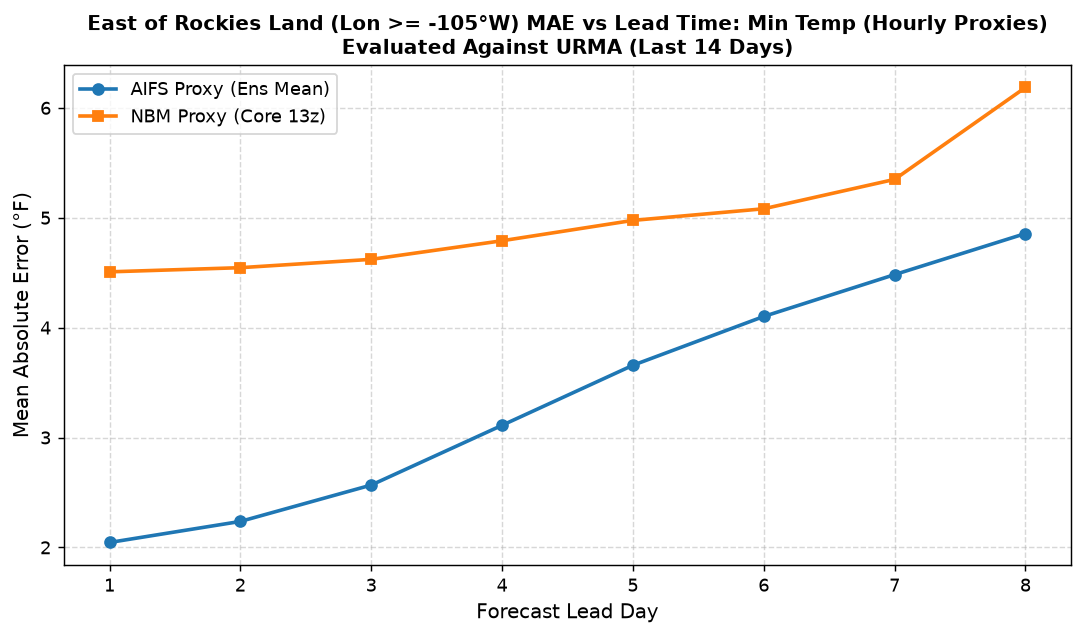 East of Rockies Land (Lon >= -105°W) MAE vs Lead Time: Min Temp (Hourly Proxies)
Evaluated Against URMA (Last 14 Days)
AIFS Proxy (Ens Mean)
NBM Proxy (Core 13z)
Mean Absolute Error (°F)
6
5
4
3
2
1 2 3 4 5 6 7 8
Forecast Lead Day